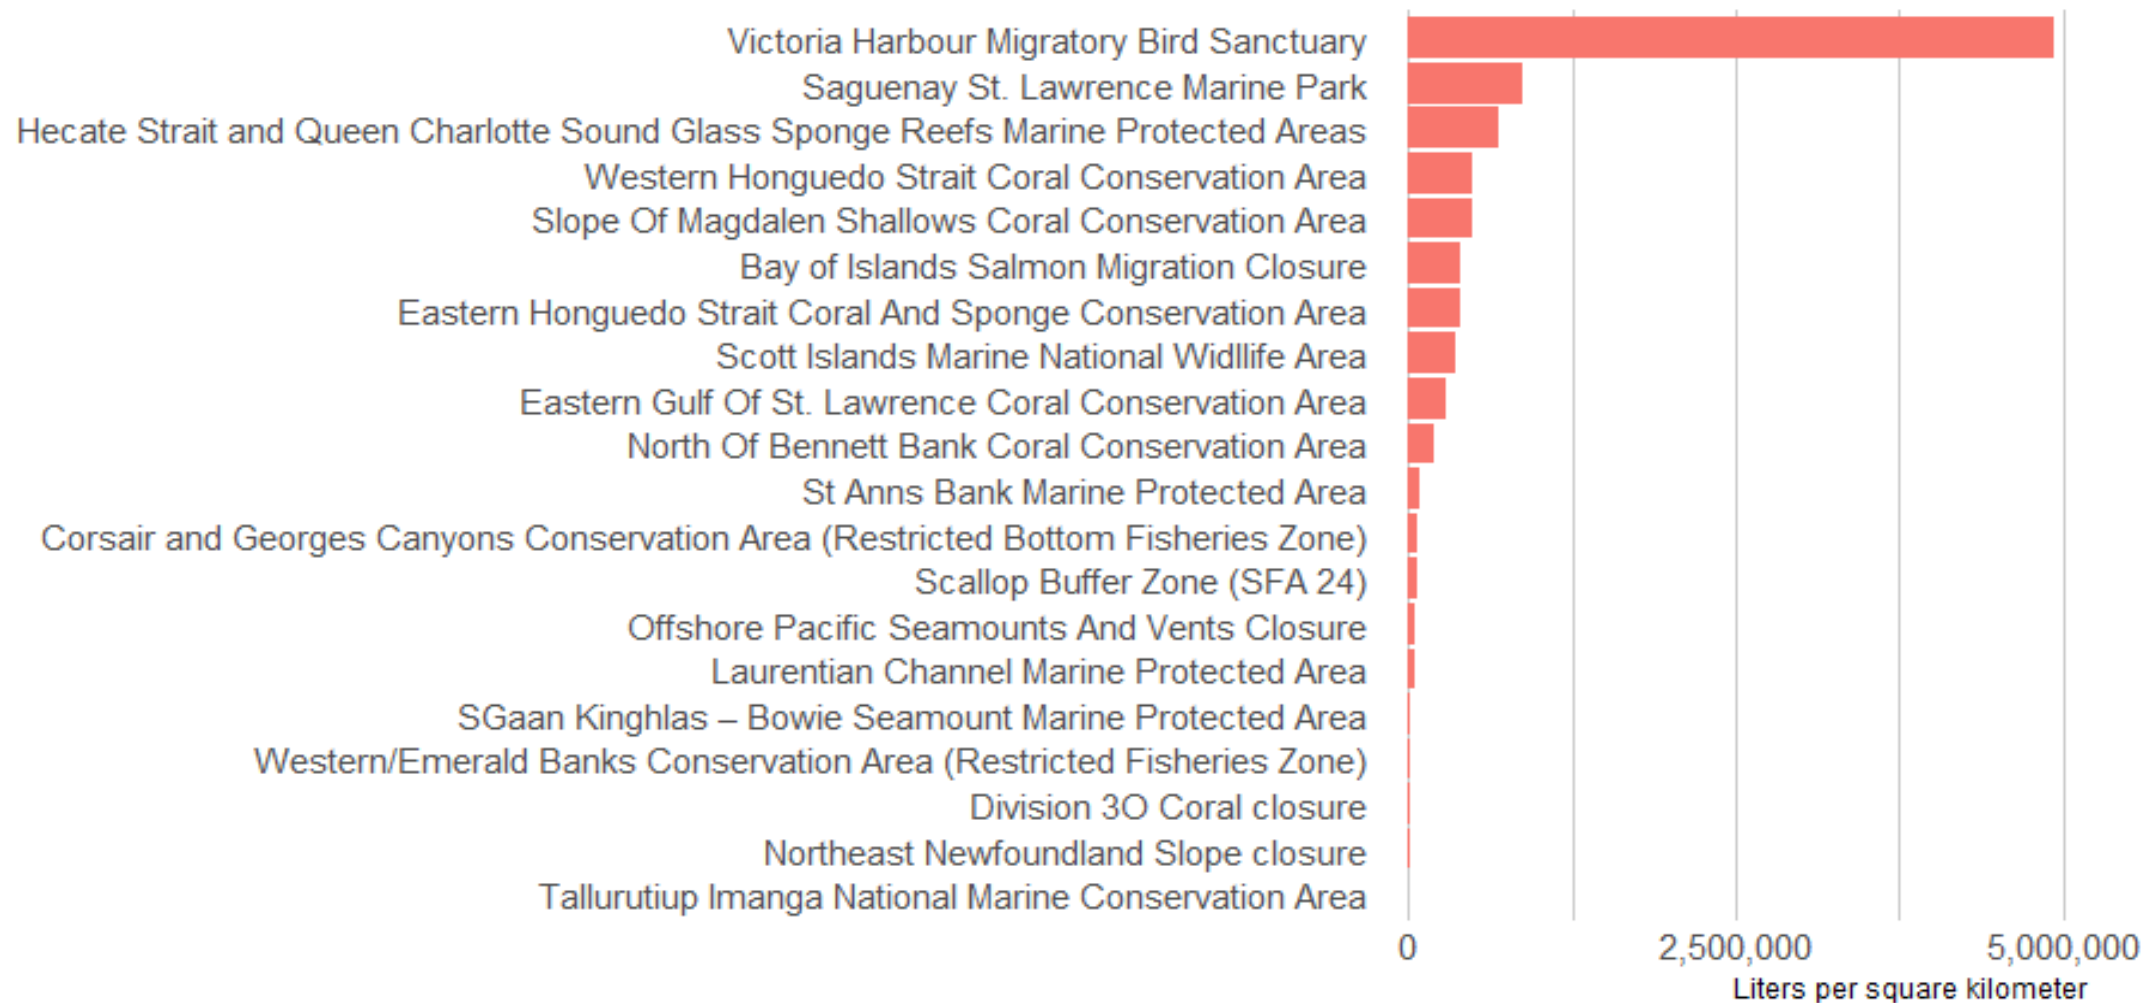 Victoria Harbour Migratory Bird Sanctuary
Saguenay St. Lawrence Marine Park
Hecate Strait and Queen Charlotte Sound Glass Sponge Reefs Marine Protected Areas
Western Honguedo Strait Coral Conservation Area
Slope Of Magdalen Shallows Coral Conservation Area
Bay of Islands Salmon Migration Closure
Eastern Honguedo Strait Coral And Sponge Conservation Area
Scott Islands Marine National Widllife Area
Eastern Gulf Of St. Lawrence Coral Conservation Area
North Of Bennett Bank Coral Conservation Area
St Anns Bank Marine Protected Area
Corsair and Georges Canyons Conservation Area (Restricted Bottom Fisheries Zone)
Scallop Buffer Zone (SFA 24)
Offshore Pacific Seamounts And Vents Closure
Laurentian Channel Marine Protected Area
SGaan Kinghlas – Bowie Seamount Marine Protected Area
Western/Emerald Banks Conservation Area (Restricted Fisheries Zone)
Division 3O Coral closure
Northeast Newfoundland Slope closure
Tallurutiup Imanga National Marine Conservation Area
0 2,500,000 5,000,000
Liters per square kilometer